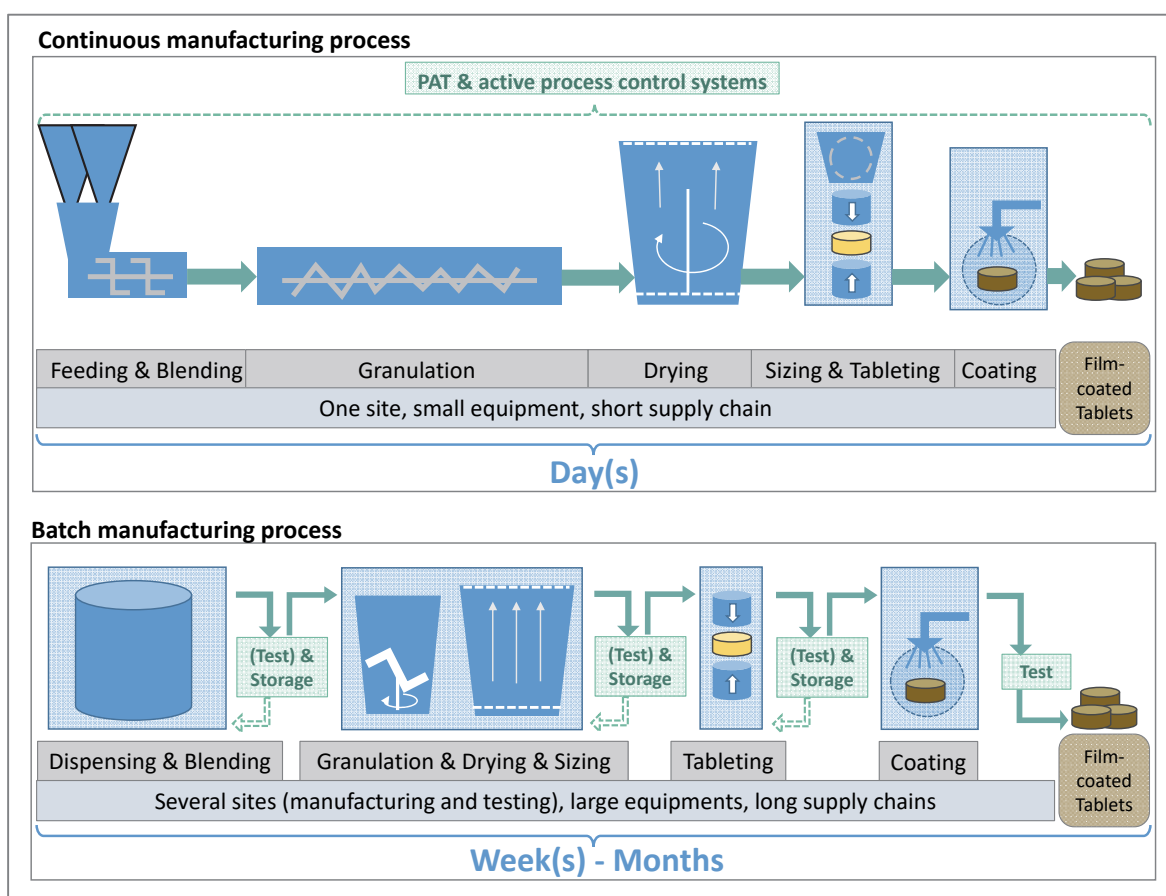 Continuous manufacturing process
PAT & active process control systems
Feeding & Blending
Granulation
Drying
Sizing & Tableting
Coating
Film-
coated
Tablets
One site, small equipment, short supply chain
Day(s)
Batch manufacturing process
(Test) &
Storage
(Test) &
Storage
(Test) &
Storage
Test
Dispensing & Blending
Granulation & Drying & Sizing
Tableting
Coating
Film-
coated
Tablets
Several sites (manufacturing and testing), large equipments, long supply chains
Week(s) - Months